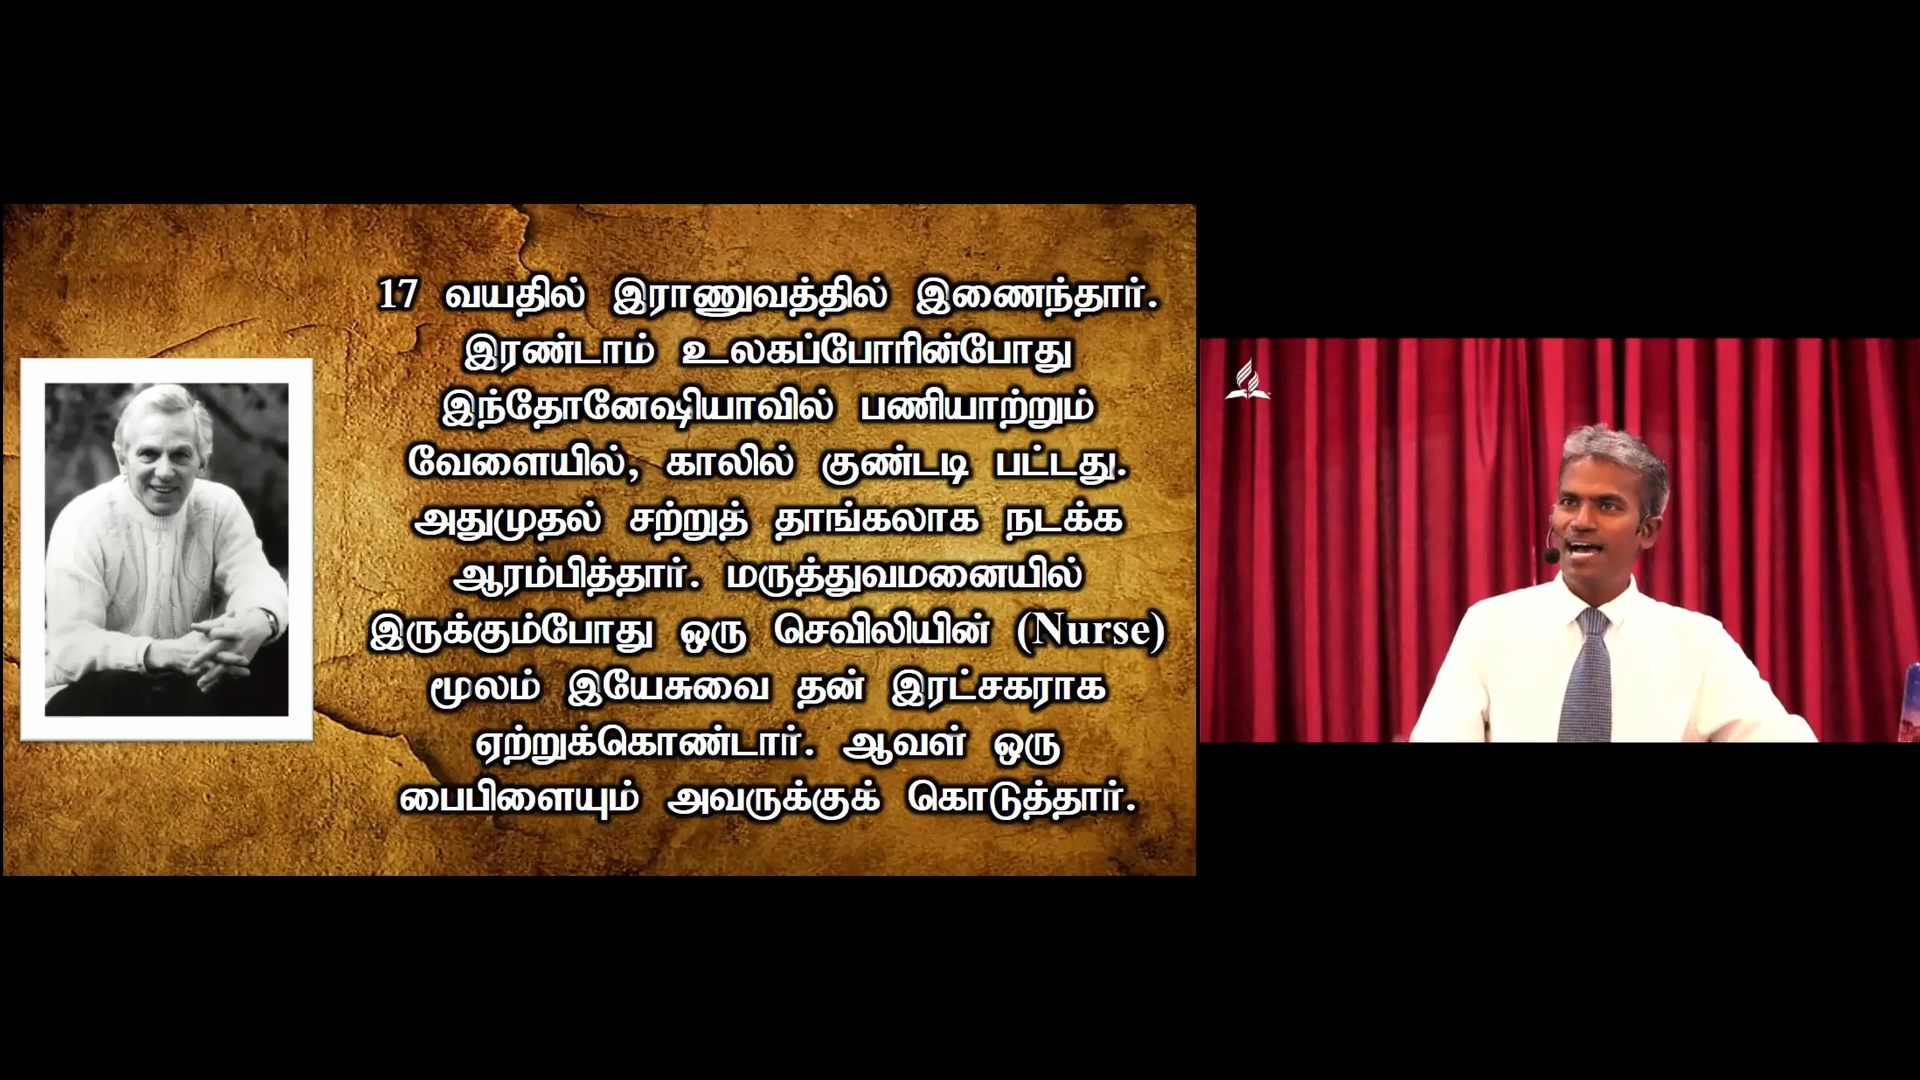 17 வயதில் இராணுவத்தில் இணைந்தார்.
இரண்டாம் உலகப்போரின்போது
இந்தோனேஷியாவில் பணியாற்றும்
வேளையில், காலில் குண்டடி பட்டது.
அதுமுதல் சற்றுத் தாங்கலாக நடக்க
ஆரம்பித்தார். மருத்துவமனையில்
இருக்கும்போது ஒரு செவிலியின் (Nurse)
மூலம் இயேசுவை தன் இரட்சகராக
ஏற்றுக்கொண்டார். ஆவள் ஒரு
பைபிளையும் அவருக்குக் கொடுத்தார்.